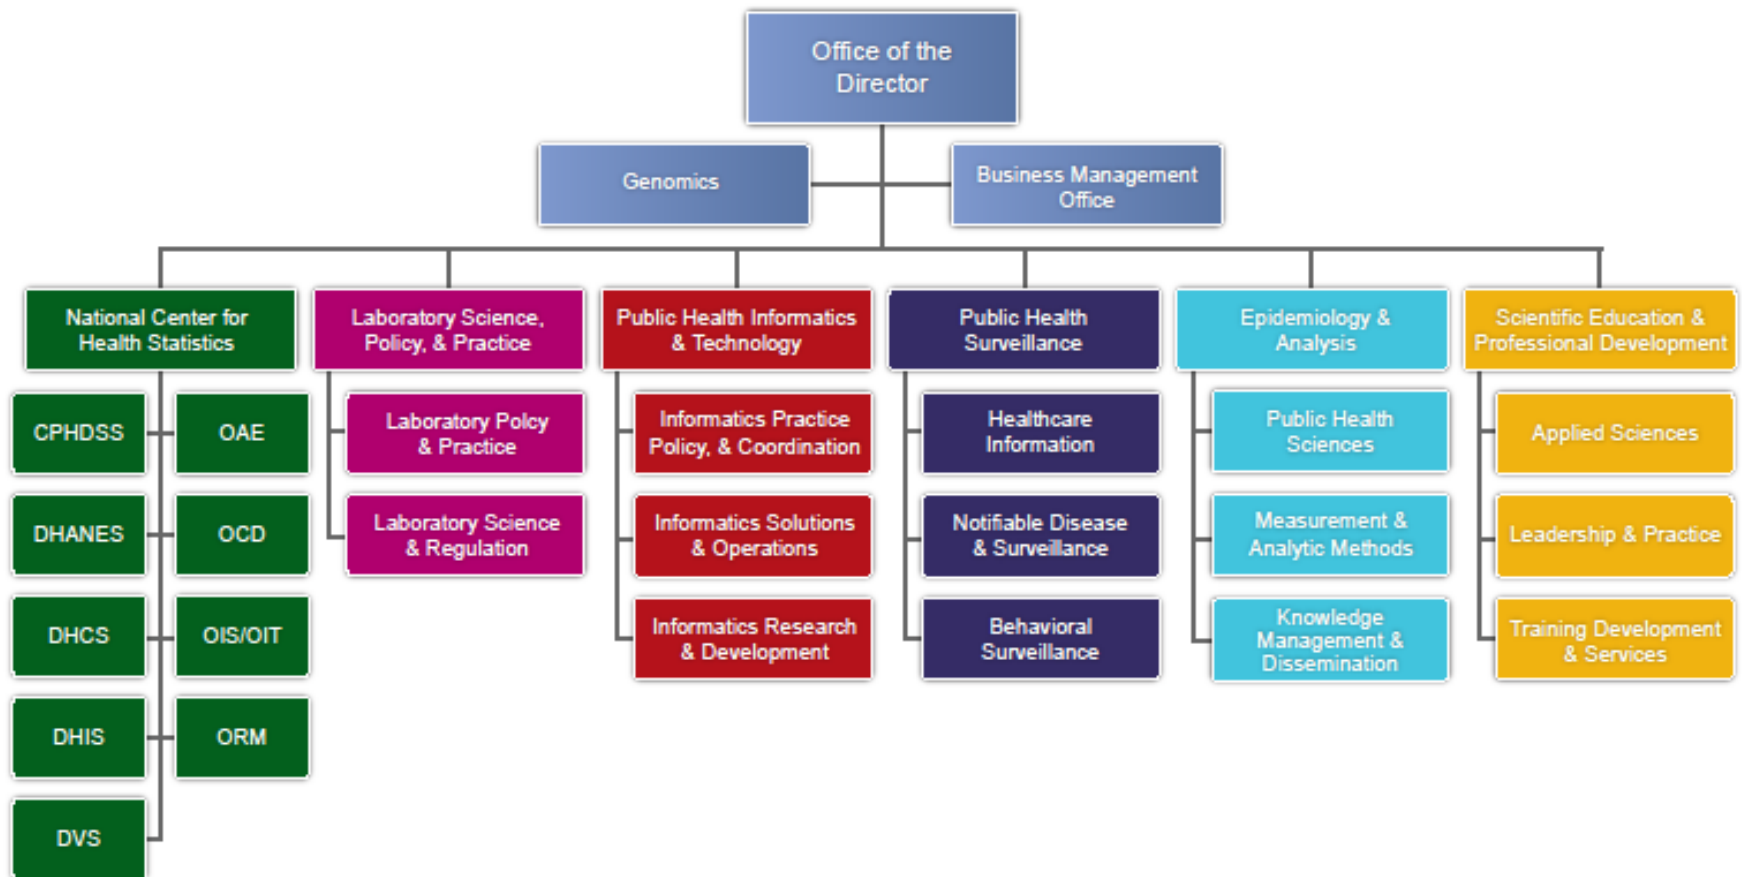 Office of the
Director
Genomics
Business Management
Office
National Center for
Health Statistics
Laboratory Science,
Policy, & Practice
Public Health Informatics
& Technology
Public Health
Surveillance
Epidemiology &
Analysis
Scientific Education &
Professional Development
CPHDSS
OAE
DHANES
OCD
DHCS
OIS/OIT
DHIS
ORM
DVS
Laboratory Polcy
& Practice
Laboratory Science
& Regulation
Informatics Practice
Policy, & Coordination
Informatics Solutions
& Operations
Informatics Research
& Development
Healthcare
Information
Notifiable Disease
& Surveillance
Behavioral
Surveillance
Public Health
Sciences
Measurement &
Analytic Methods
Knowledge
Management &
Dissemination
Applied Sciences
Leadership & Practice
Training Development
& Services